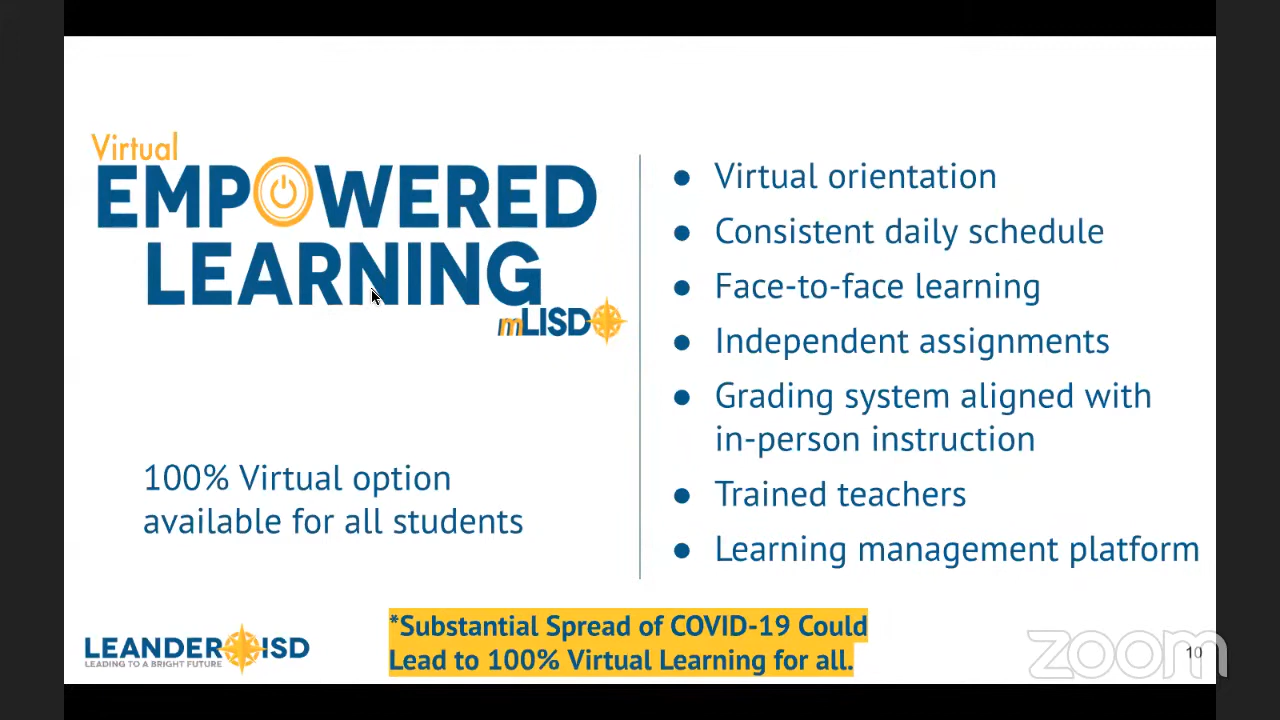 Virtual
EMPOWERED
LEARNING
mLISD
100% Virtual option
available for all students
● Virtual orientation
● Consistent daily schedule
● Face-to-face learning
● Independent assignments
● Grading system aligned with
in-person instruction
● Trained teachers
● Learning management platform
LEANDER ISD
LEADING TO A BRIGHT FUTURE
*Substantial Spread of COVID-19 Could
Lead to 100% Virtual Learning for all.
zoom
10